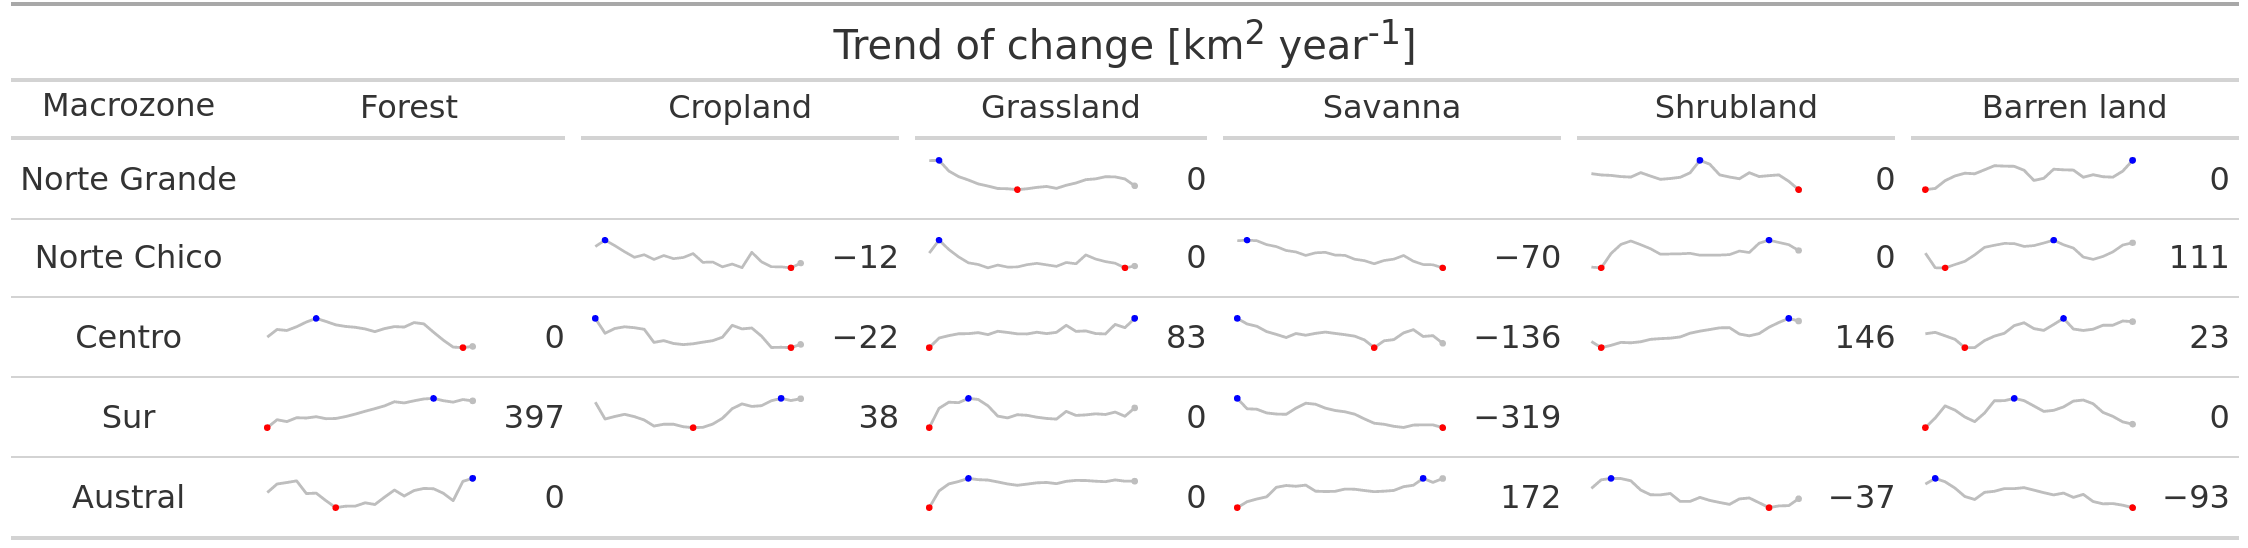 Trend of change [km² year⁻¹]
Macrozone Forest Cropland Grassland Savanna Shrubland Barren land
Norte Grande 0 0 0
Norte Chico −12 0 −70 0 111
Centro 0 −22 83 −136 146 23
Sur 397 38 0 −319 0
Austral 0 0 172 −37 −93